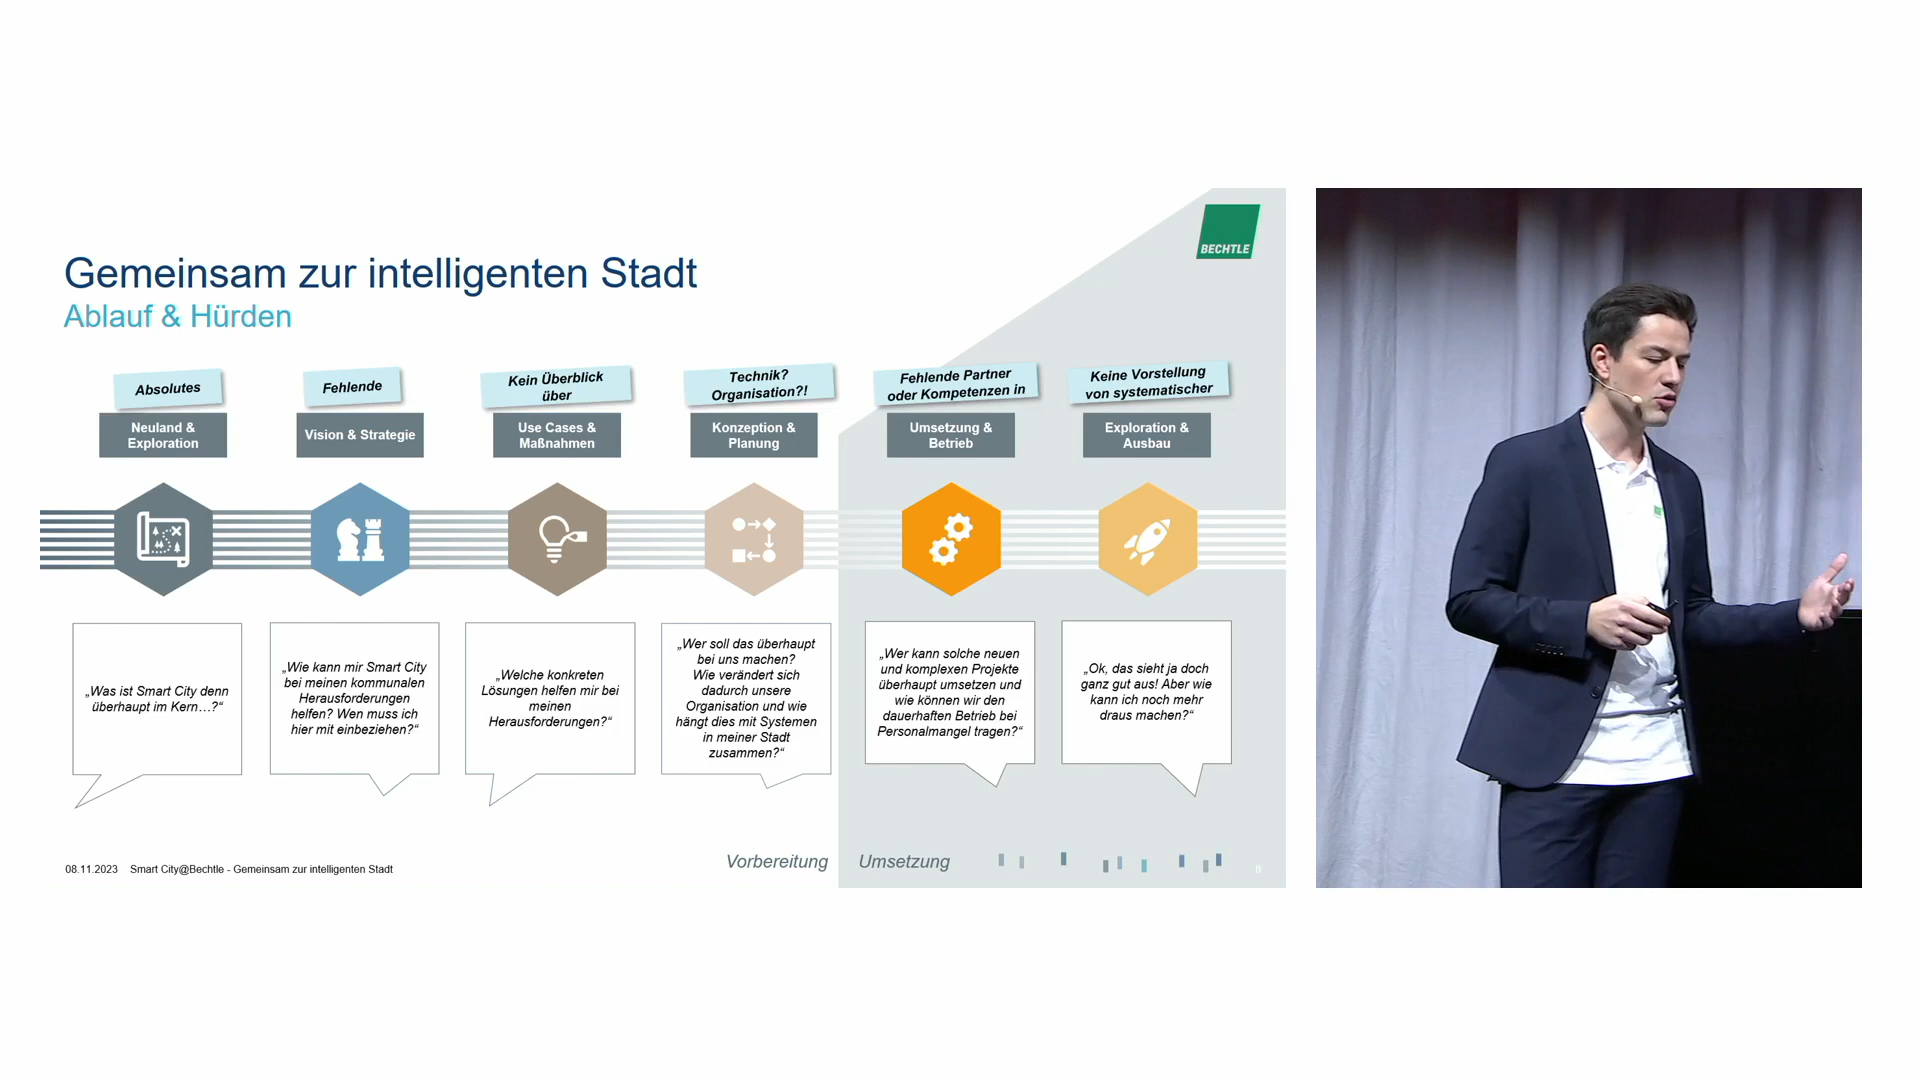 BECHTLE
Gemeinsam zur intelligenten Stadt
Ablauf & Hürden
Absolutes
Neuland &
Exploration
Fehlende
Vision & Strategie
Kein Überblick
über
Use Cases &
Maßnahmen
Technik?
Organisation?!
Konzeption &
Planung
Fehlende Partner
oder Kompetenzen in
Umsetzung &
Betrieb
Keine Vorstellung
von systematischer
Exploration &
Ausbau
„Was ist Smart City denn
überhaupt im Kern…?“
„Wie kann mir Smart City
bei meinen kommunalen
Herausforderungen
helfen? Wen muss ich
hier mit einbeziehen?“
„Welche konkreten
Lösungen helfen mir bei
meinen
Herausforderungen?“
„Wer soll das überhaupt
bei uns machen?
Wie verändert sich
dadurch unsere
Organisation und wie
hängt dies mit Systemen
in meiner Stadt
zusammen?“
„Wer kann solche neuen
und komplexen Projekte
überhaupt umsetzen und
wie können wir den
dauerhaften Betrieb bei
Personalmangel tragen?“
„Ok, das sieht ja doch
ganz gut aus! Aber wie
kann ich noch mehr
draus machen?“
Vorbereitung
Umsetzung
08.11.2023 Smart City@Bechtle - Gemeinsam zur intelligenten Stadt